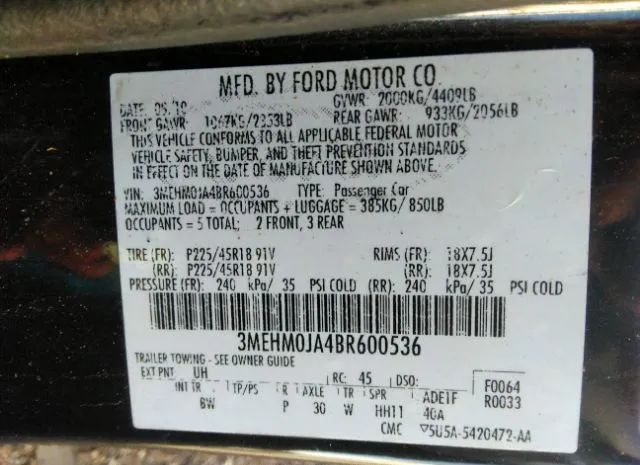 MFD. BY FORD MOTOR CO.
DATE: 05/10 GVWR: 2000KG/4409LB
FRONT GAWR: 1067KG/2353LB REAR GAWR: 933KG/2056LB
THIS VEHICLE CONFORMS TO ALL APPLICABLE FEDERAL MOTOR
VEHICLE SAFETY, BUMPER, AND THEFT PREVENTION STANDARDS
IN EFFECT ON THE DATE OF MANUFACTURE SHOWN ABOVE.
VIN: 3MEHM0JA4BR600536 TYPE: Passenger Car
MAXIMUM LOAD = OCCUPANTS + LUGGAGE = 385KG/ 850LB
OCCUPANTS = 5 TOTAL: 2 FRONT, 3 REAR
TIRE (FR): P225/45R18 91V RIMS (FR): 18X7.5J
(RR): P225/45R18 91V (RR): 18X7.5J
PRESSURE (FR): 240 kPa/ 35 PSI COLD (RR): 240 kPa/ 35 PSI COLD
3MEHM0JA4BR600536
TRAILER TOWING - SEE OWNER GUIDE
EXT PNT: UH RC: 45 DSO: F0064
INT TR TP/PS R AXLE TR SPR ADEIF R0033
BW P 30 W HH11 40A
CMC ▽5U5A-5420472-AA